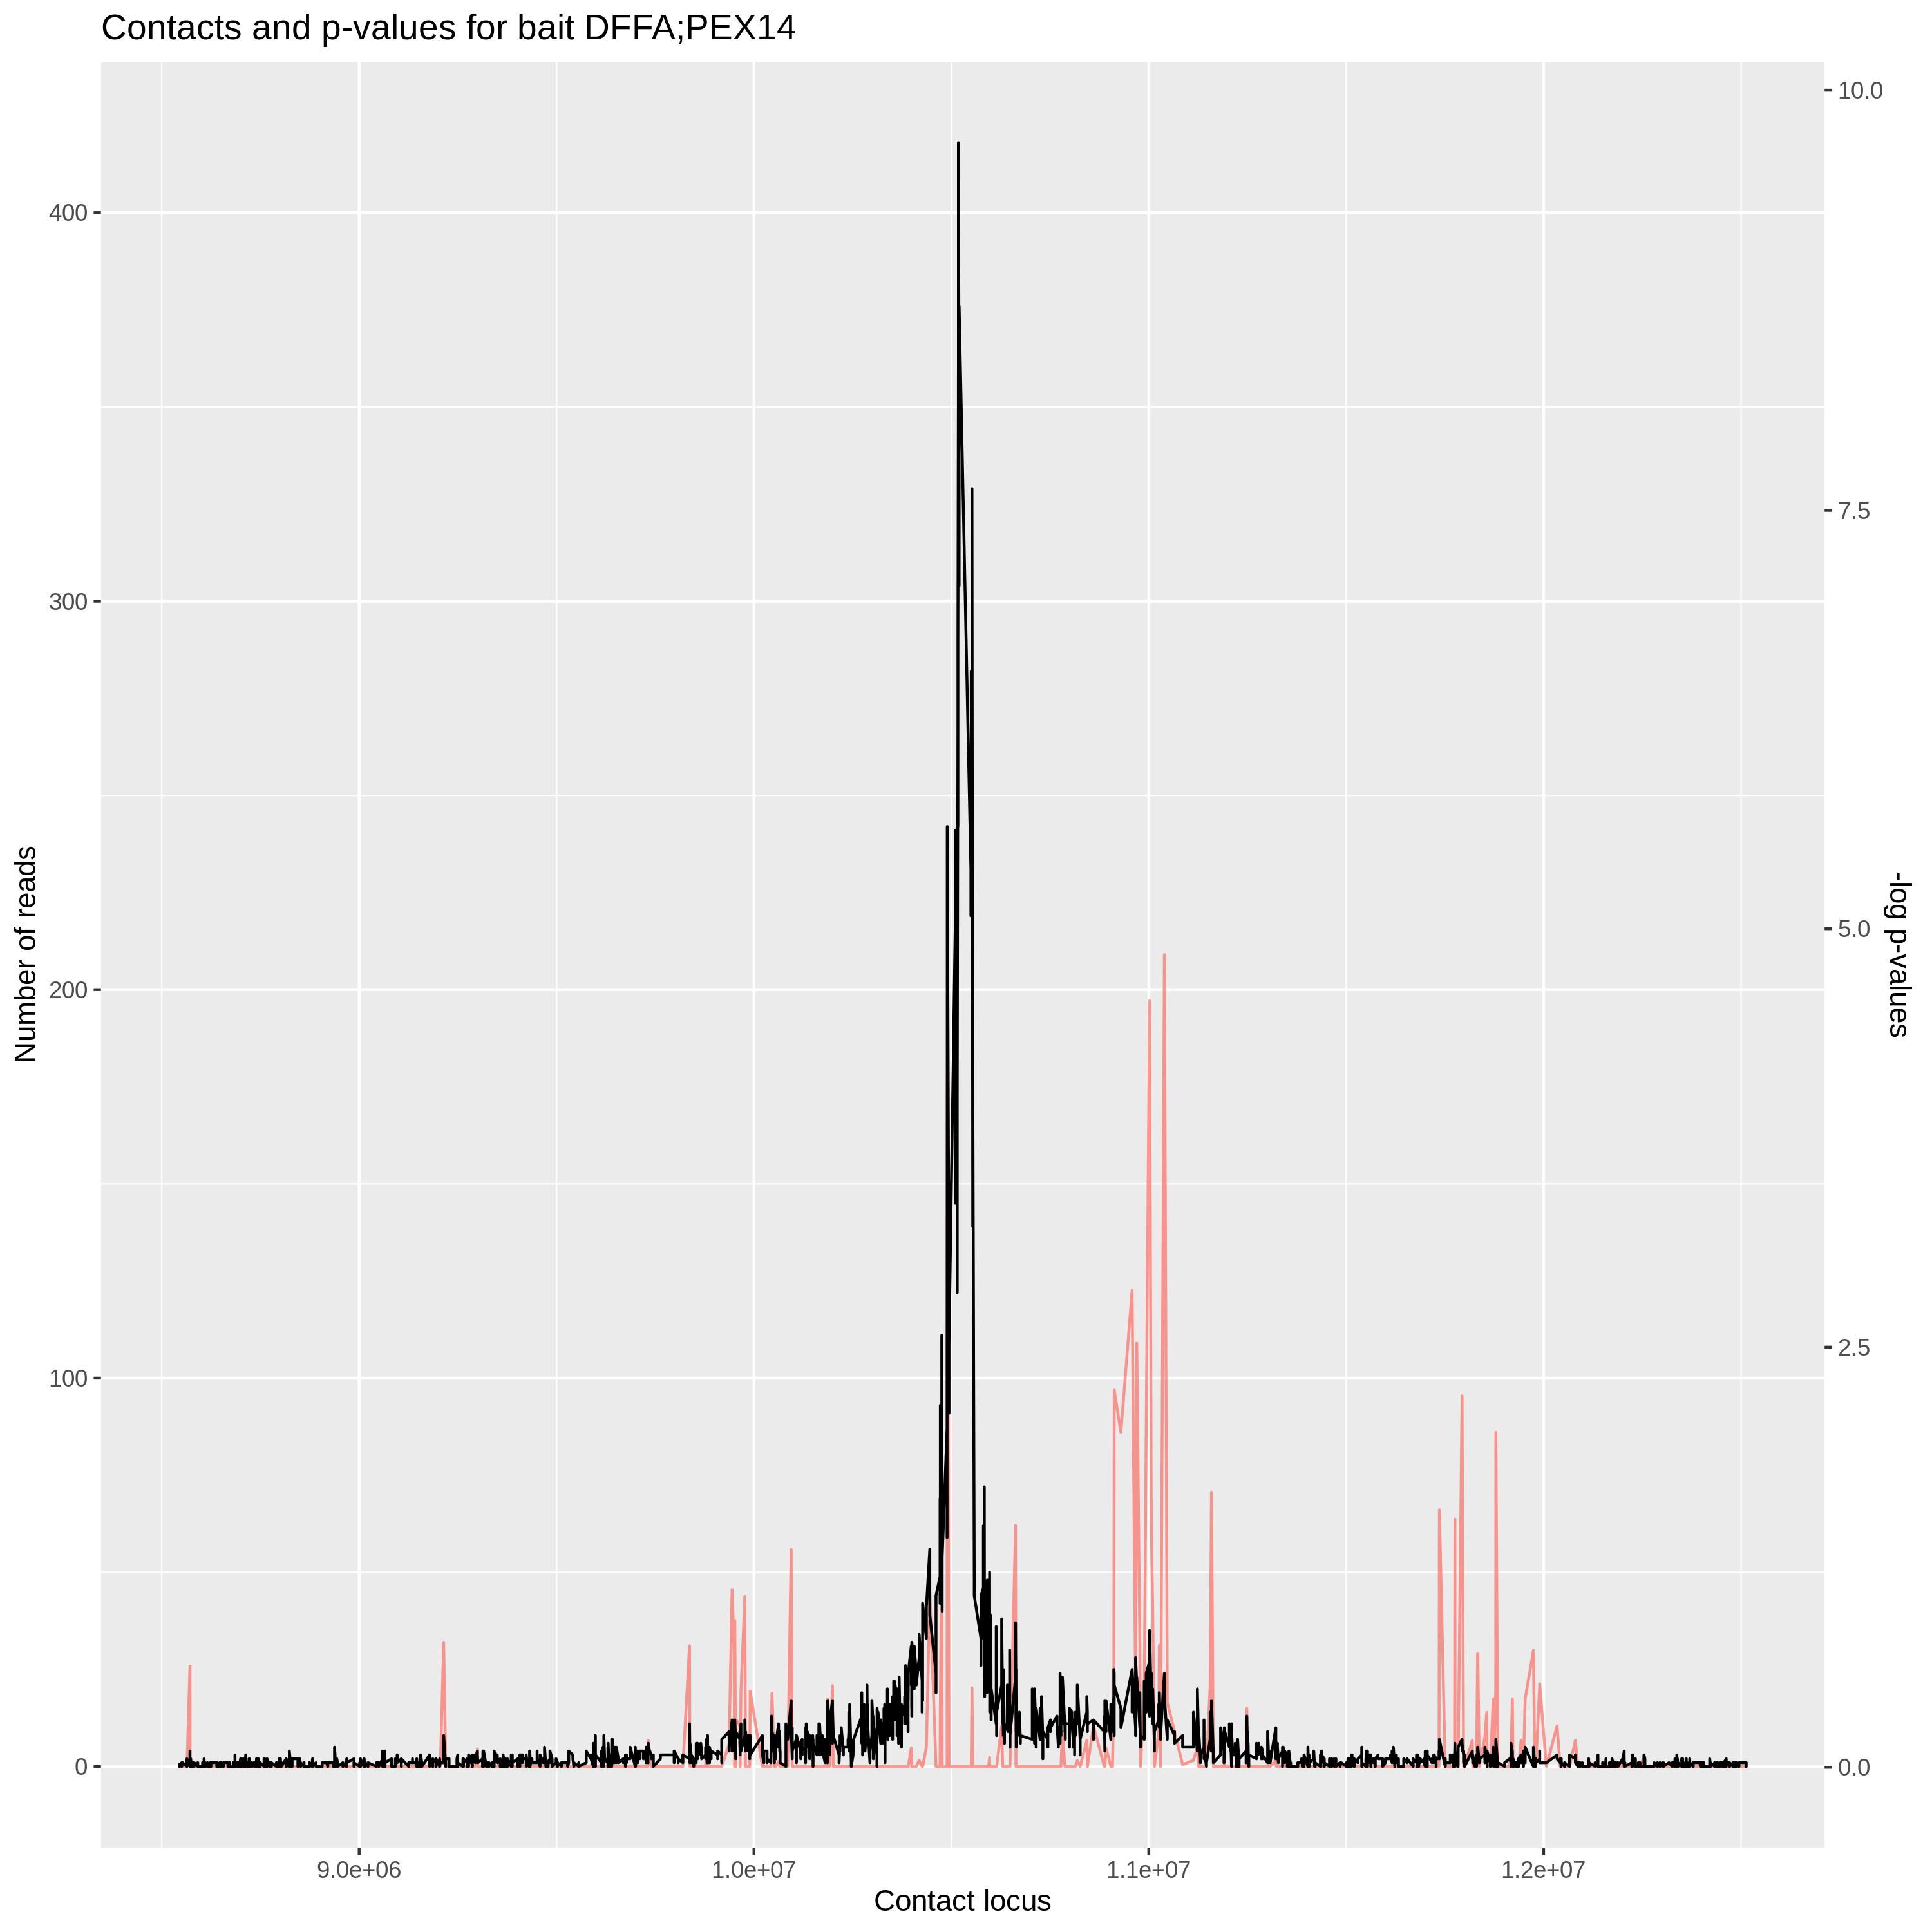 Contacts and p-values for bait DFFA;PEX14
Number of reads
400
300
200
100
0
10.0
7.5
5.0
2.5
0.0
-log p-values
9.0e+06
1.0e+07
1.1e+07
1.2e+07
Contact locus